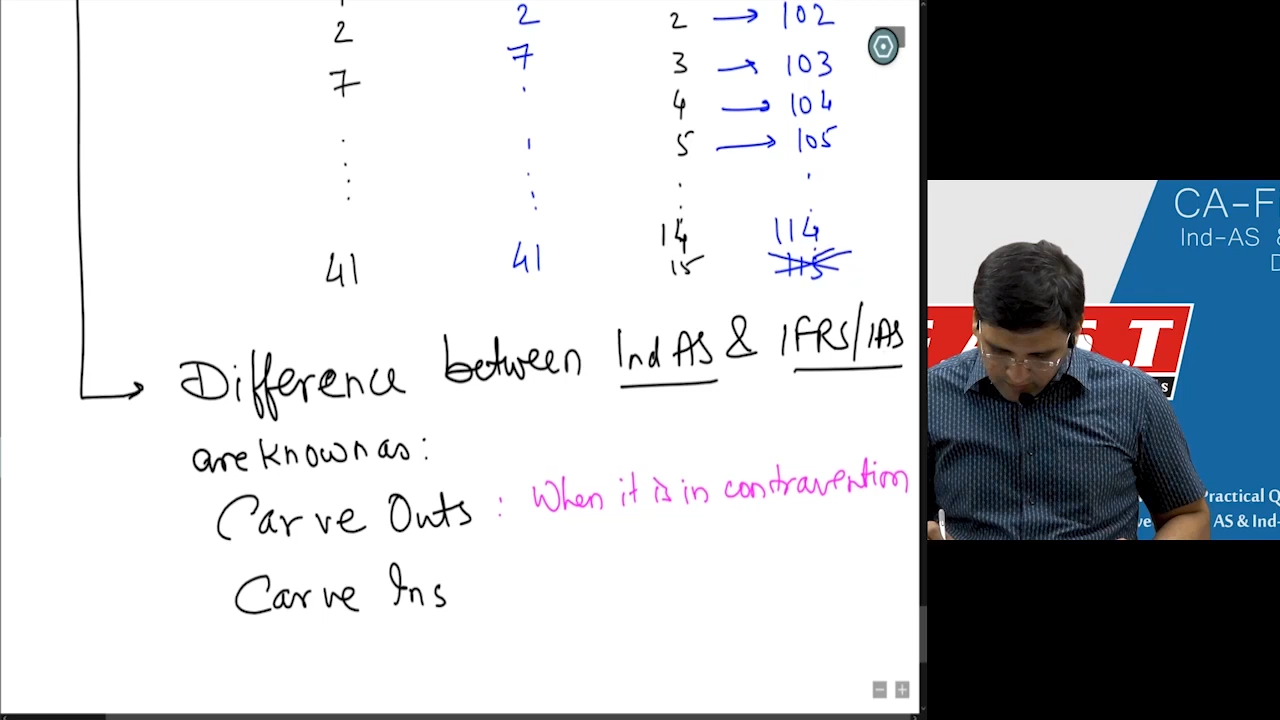 2 2 2 → 102
7 7 3 → 103
4 → 104
5 → 105
14 114
41 41 15 115
Difference between Ind AS & IFRS/IAS
are known as:
Carve Outs : When it is in contravention
Carve Ins
CA-F
Ind-AS &
D
S.T
s
Practical Q
ve AS & Ind-